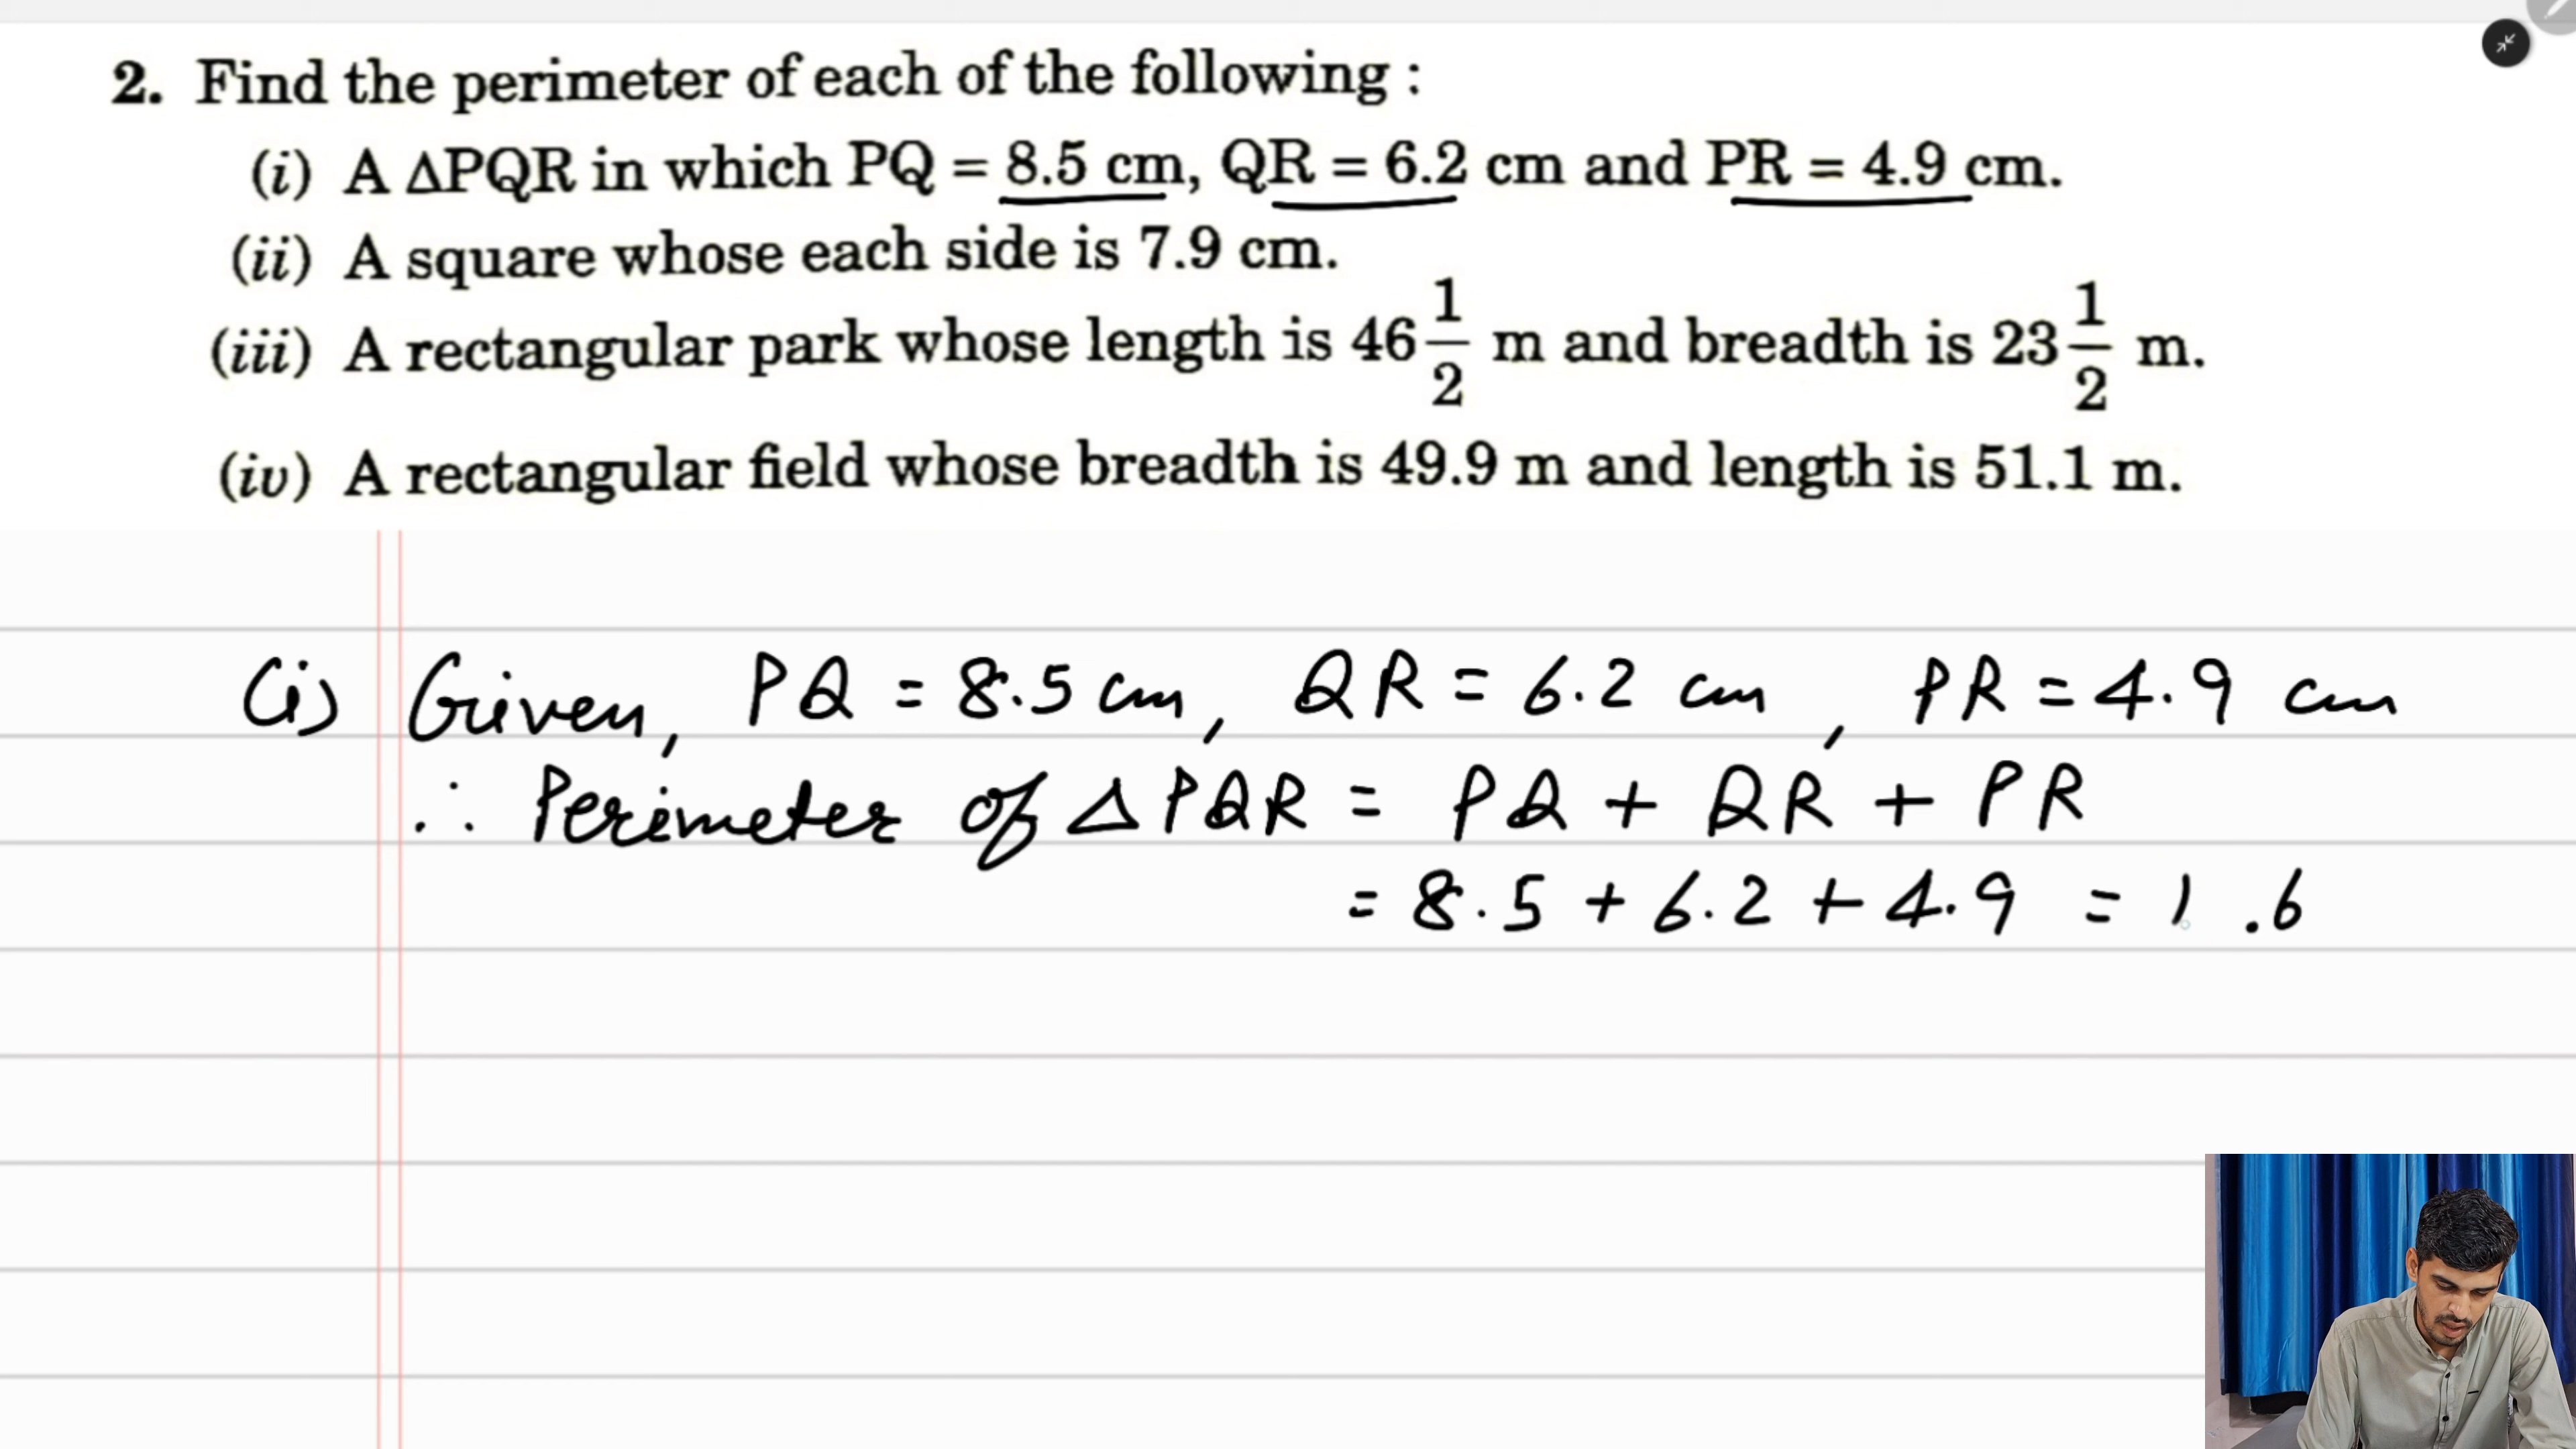 2. Find the perimeter of each of the following :
(i) A ΔPQR in which PQ = 8.5 cm, QR = 6.2 cm and PR = 4.9 cm.
(ii) A square whose each side is 7.9 cm.
(iii) A rectangular park whose length is 46 1/2 m and breadth is 23 1/2 m.
(iv) A rectangular field whose breadth is 49.9 m and length is 51.1 m.
(i) Given, PQ = 8.5 cm, QR = 6.2 cm, PR = 4.9 cm
∴ Perimeter of Δ PQR = PQ + QR + PR
= 8.5 + 6.2 + 4.9 = 1 .6